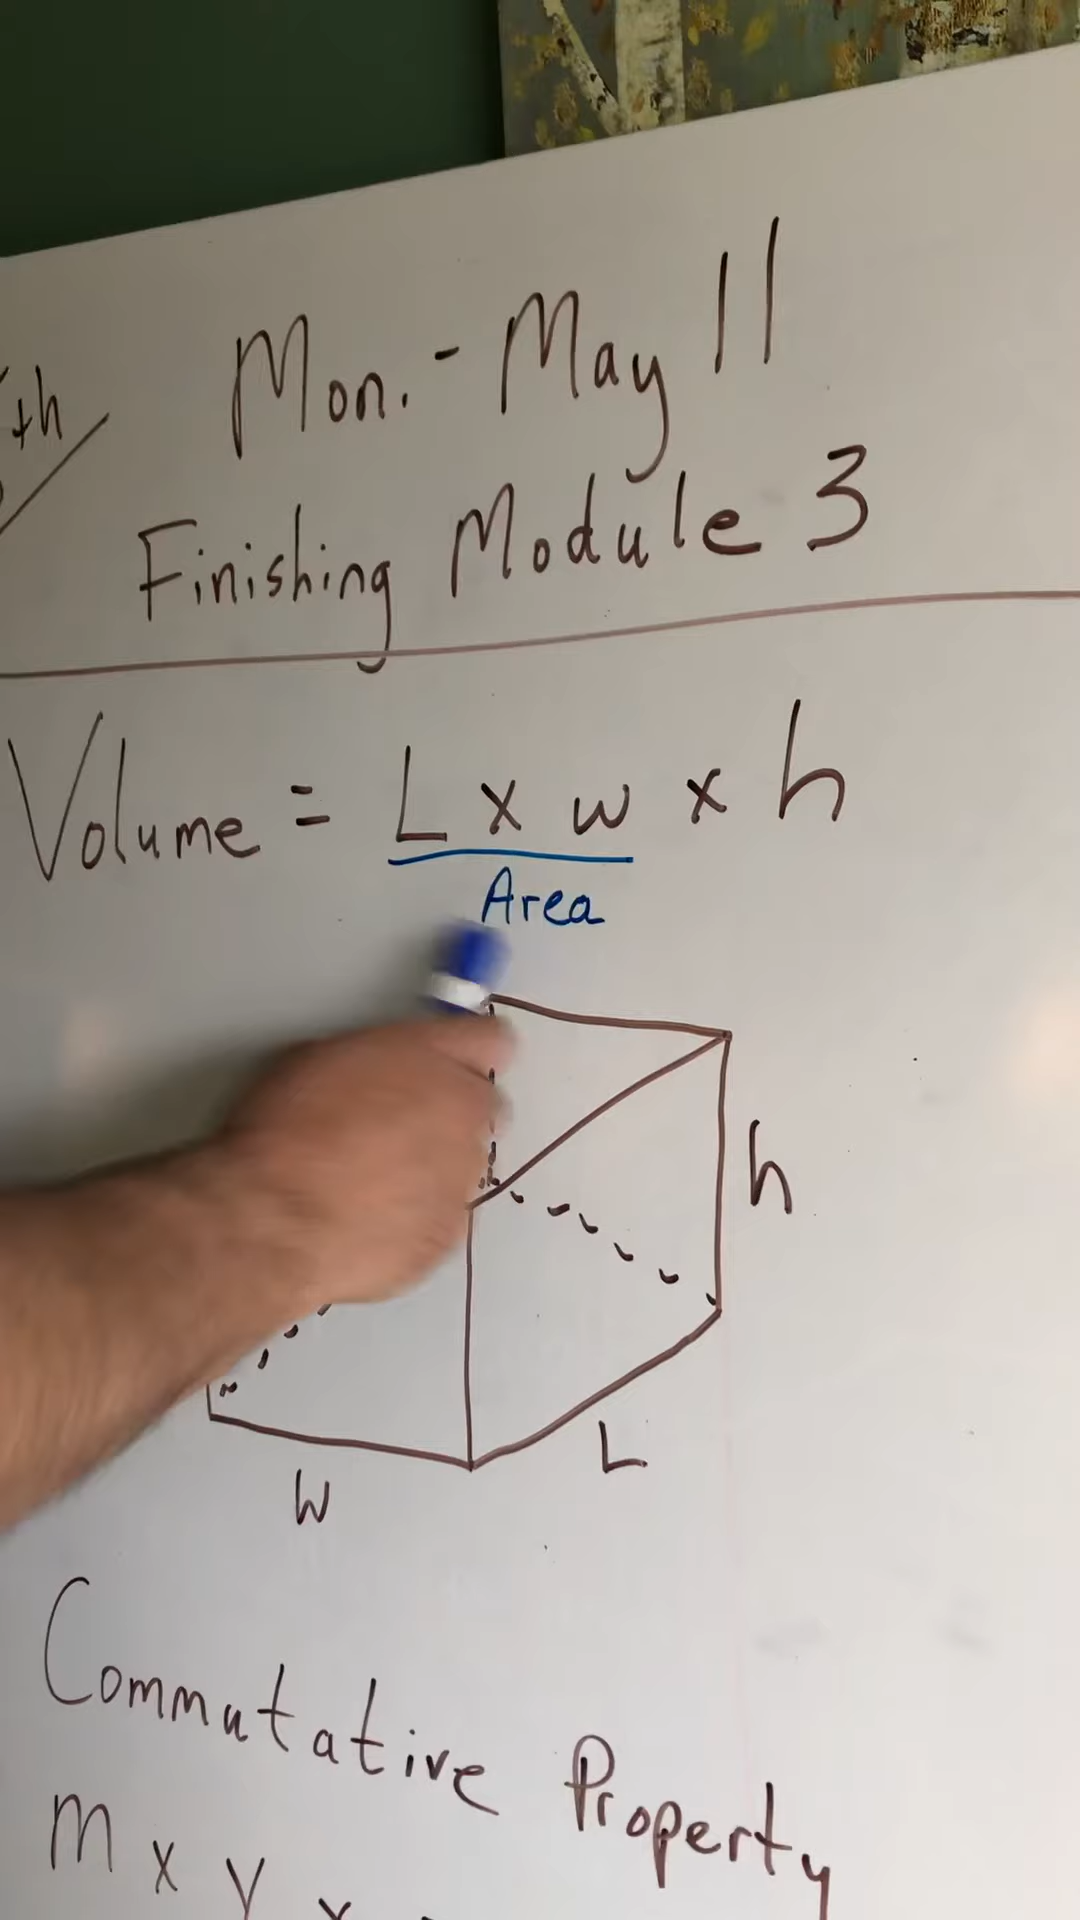 th
Mon. - May 11
Finishing Module 3
Volume = L x w x h
Area
h
L
W
Commutative Property
m x y x